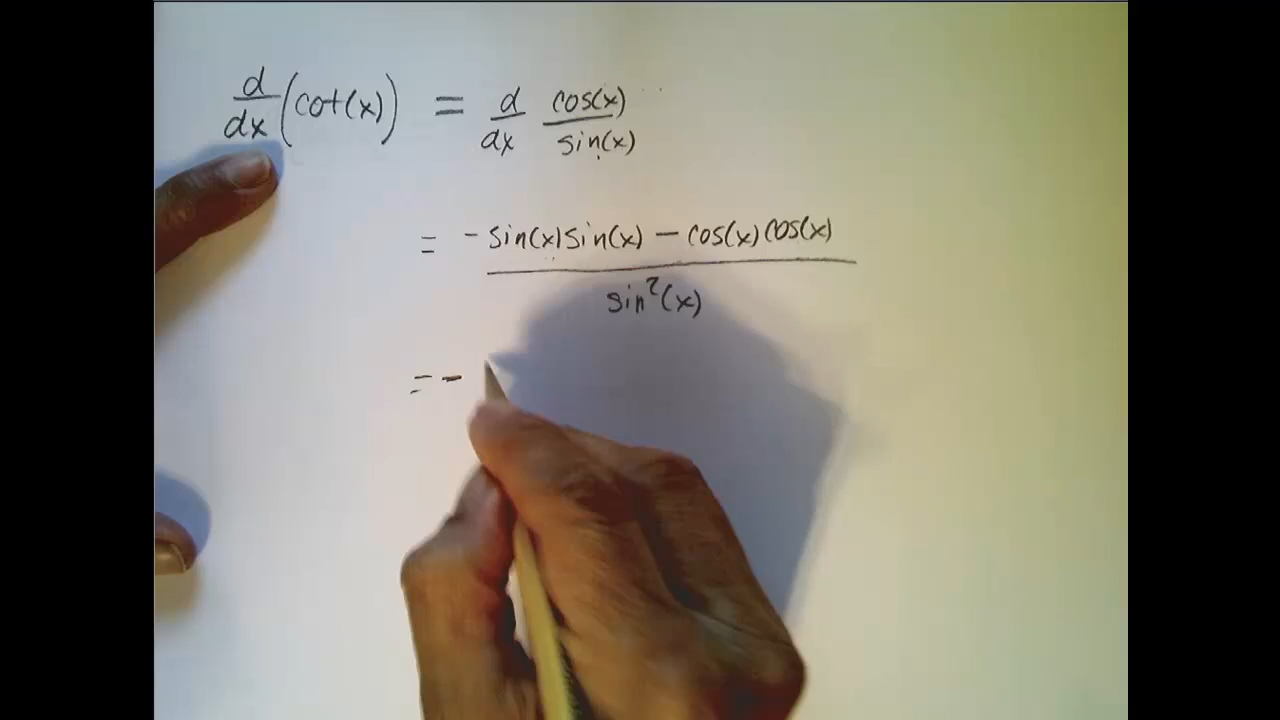 d/dx (cot(x)) = d/dx cos(x)/sin(x)
= - sin(x)sin(x) - cos(x)cos(x)
sin²(x)
= -